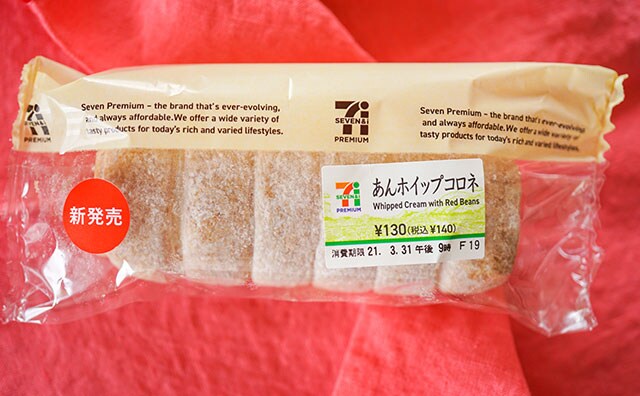 Seven Premium – the brand that's ever-evolving,
and always affordable. We offer a wide variety of
tasty products for today's rich and varied lifestyles.
7i
SEVEN&i
PREMIUM
Seven Premium – the brand that's ever-evolving,
and always affordable. We offer a wide variety of
tasty products for today's rich and varied lifestyles.
SEVEN&i
PREMIUM
新発売
SEVEN&i
PREMIUM
あんホイップコロネ
Whipped Cream with Red Beans
¥130(税込 ¥140)
消費期限 21. 3.31 午後 9時 F19